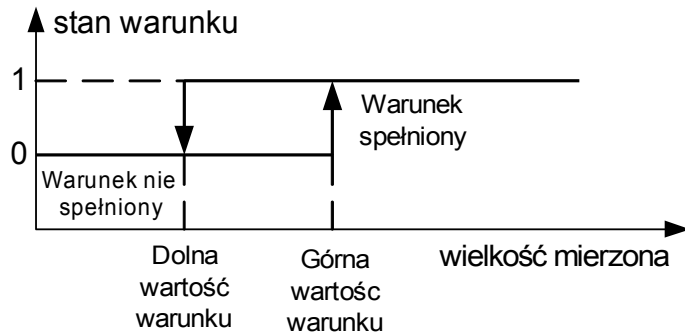 stan warunku
1
Warunek
spełniony
0
Warunek nie
spełniony
Dolna
wartość
warunku
Górna
wartośc
warunku
wielkość mierzona